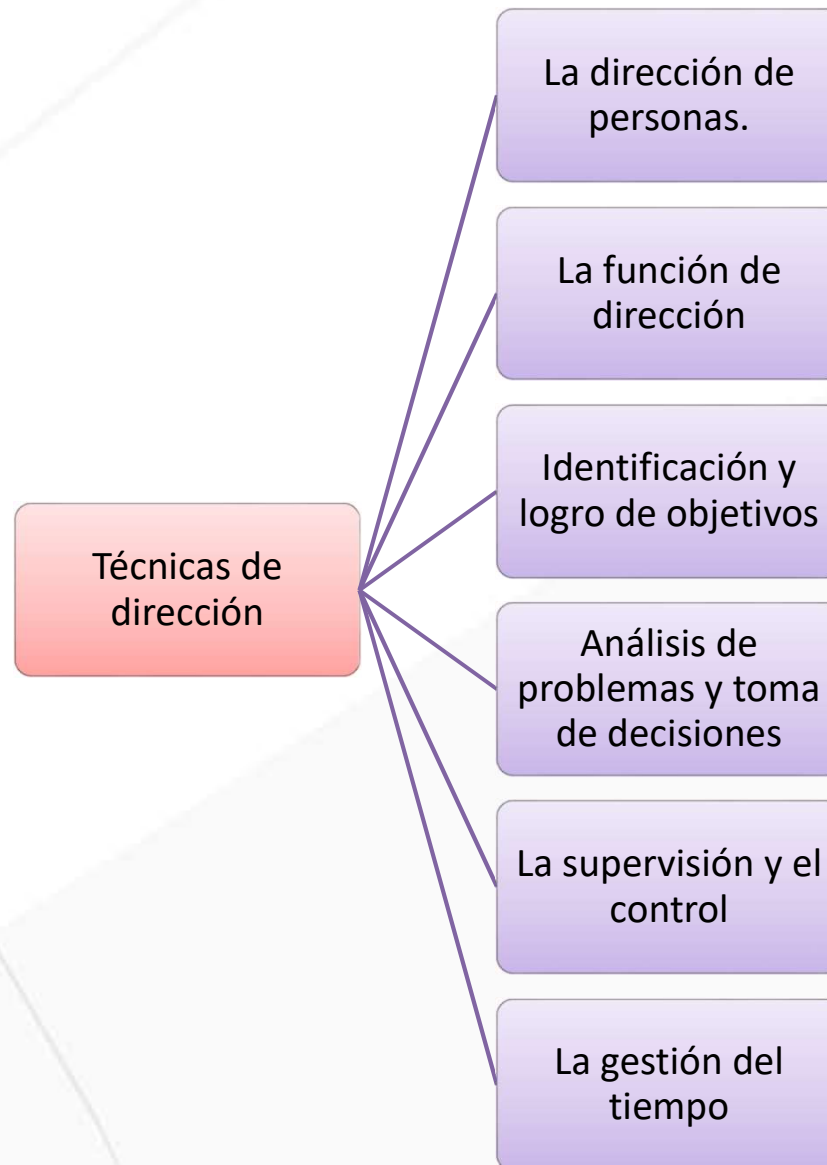 La dirección de
personas.
La función de
dirección
Identificación y
logro de objetivos
Técnicas de
dirección
Análisis de
problemas y toma
de decisiones
La supervisión y el
control
La gestión del
tiempo